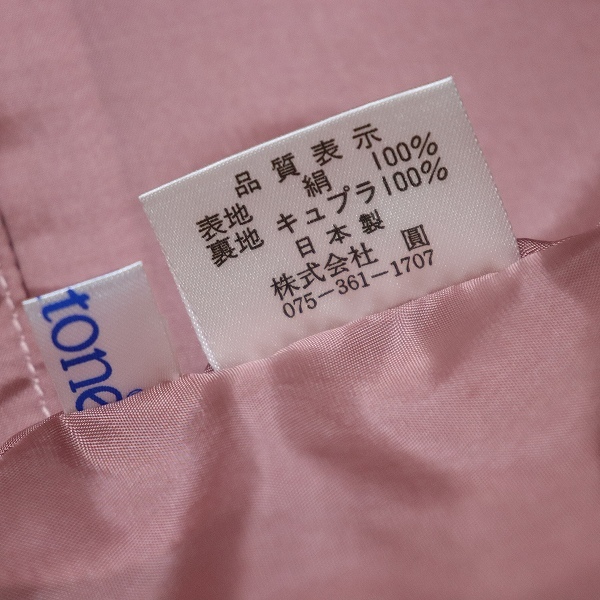 品質表示
表地 絹 100%
裏地 キュプラ100%
日本製
株式会社 圓
075-361-1707
tone